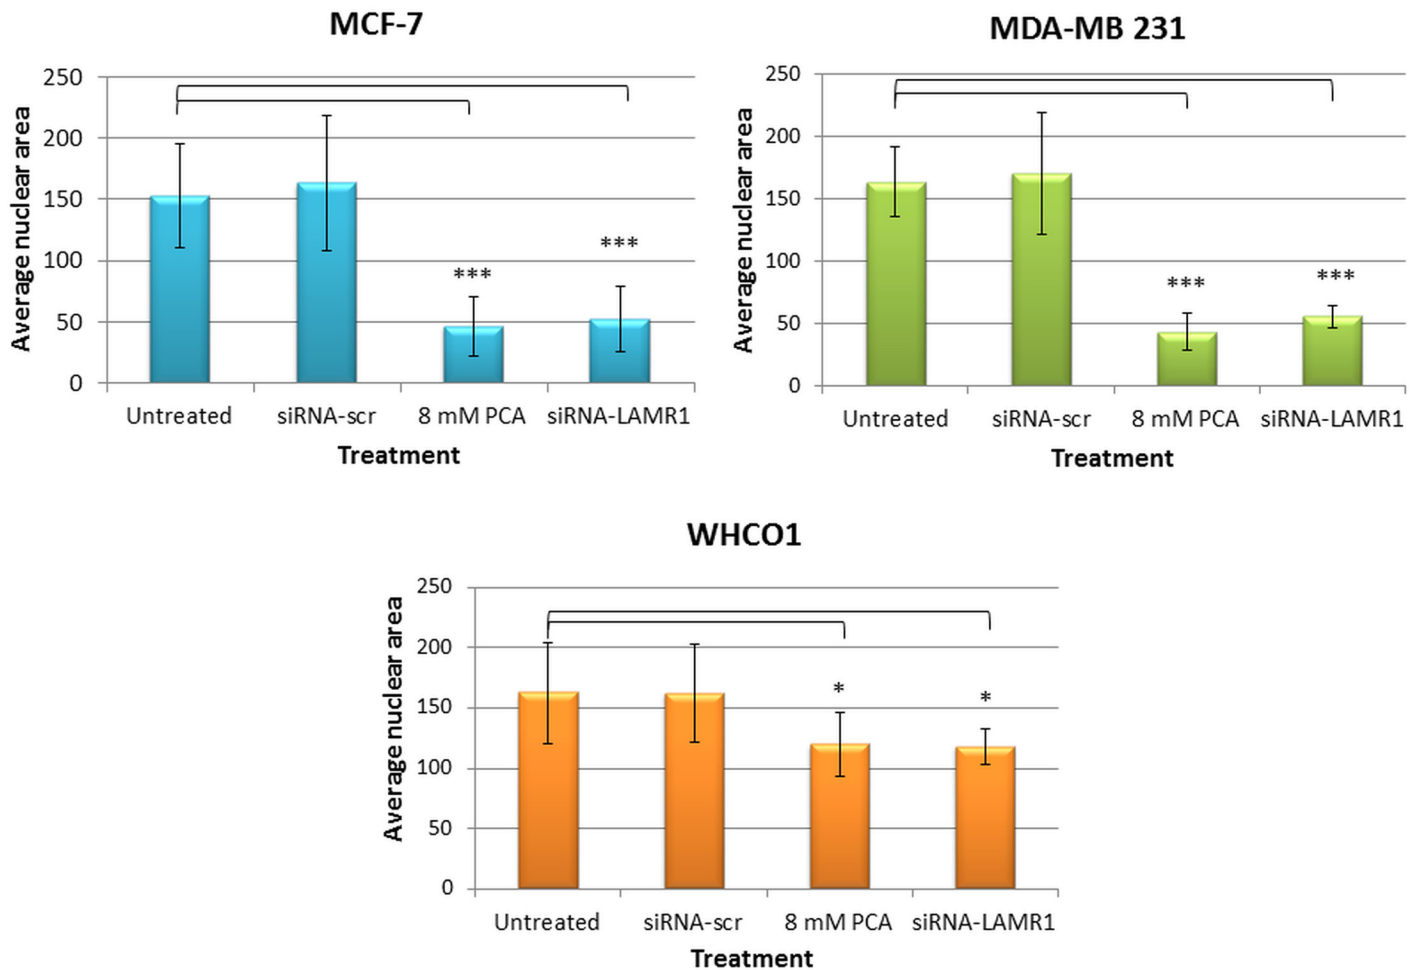 MCF-7
250
200
150
100
50
0
Average nuclear area
***
***
Untreated siRNA-scr 8 mM PCA siRNA-LAMR1
Treatment
MDA-MB 231
250
200
150
100
50
0
Average nuclear area
***
***
Untreated siRNA-scr 8 mM PCA siRNA-LAMR1
Treatment
WHCO1
250
200
150
100
50
0
Average nuclear area
*
*
Untreated siRNA-scr 8 mM PCA siRNA-LAMR1
Treatment